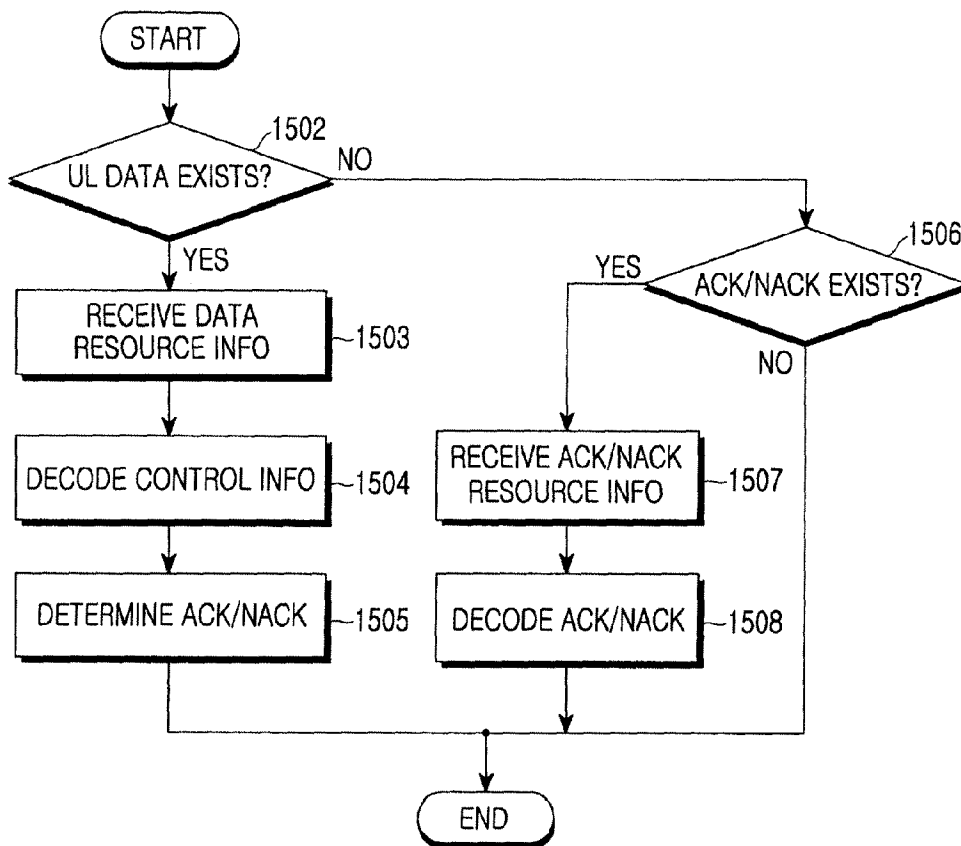 START
1502
UL DATA EXISTS?
NO
YES
1506
ACK/NACK EXISTS?
YES
NO
RECEIVE DATA
RESOURCE INFO
1503
DECODE CONTROL INFO
1504
DETERMINE ACK/NACK
1505
RECEIVE ACK/NACK
RESOURCE INFO
1507
DECODE ACK/NACK
1508
END